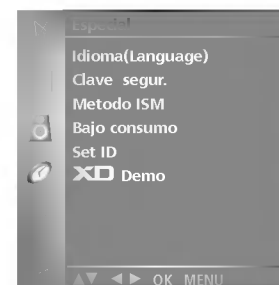 Especial
Idioma(Language)
Clave segur.
Metodo ISM
Bajo consumo
Set ID
XD Demo
▲▼ ◀▶ OK MENU